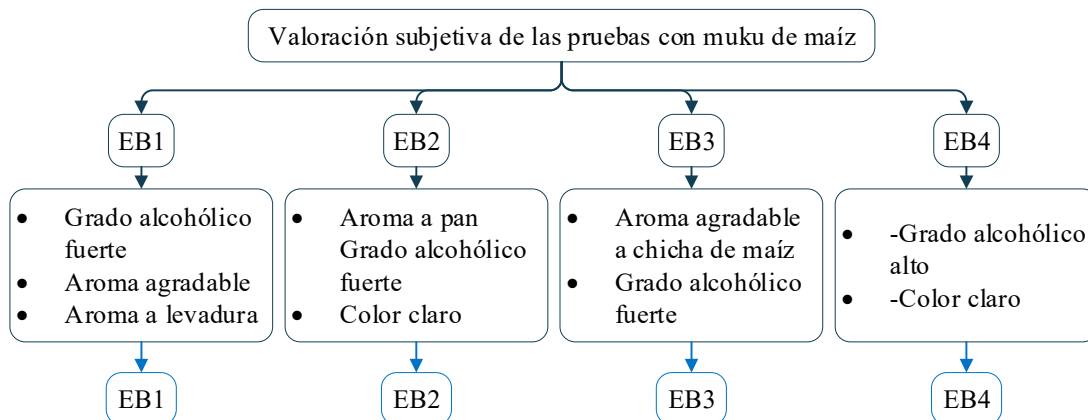 Valoración subjetiva de las pruebas con muku de maíz
EB1
EB2
EB3
EB4
• Grado alcohólico
fuerte
• Aroma agradable
• Aroma a levadura
• Aroma a pan
Grado alcohólico
fuerte
• Color claro
• Aroma agradable
a chicha de maíz
• Grado alcohólico
fuerte
• -Grado alcohólico
alto
• -Color claro
EB1
EB2
EB3
EB4